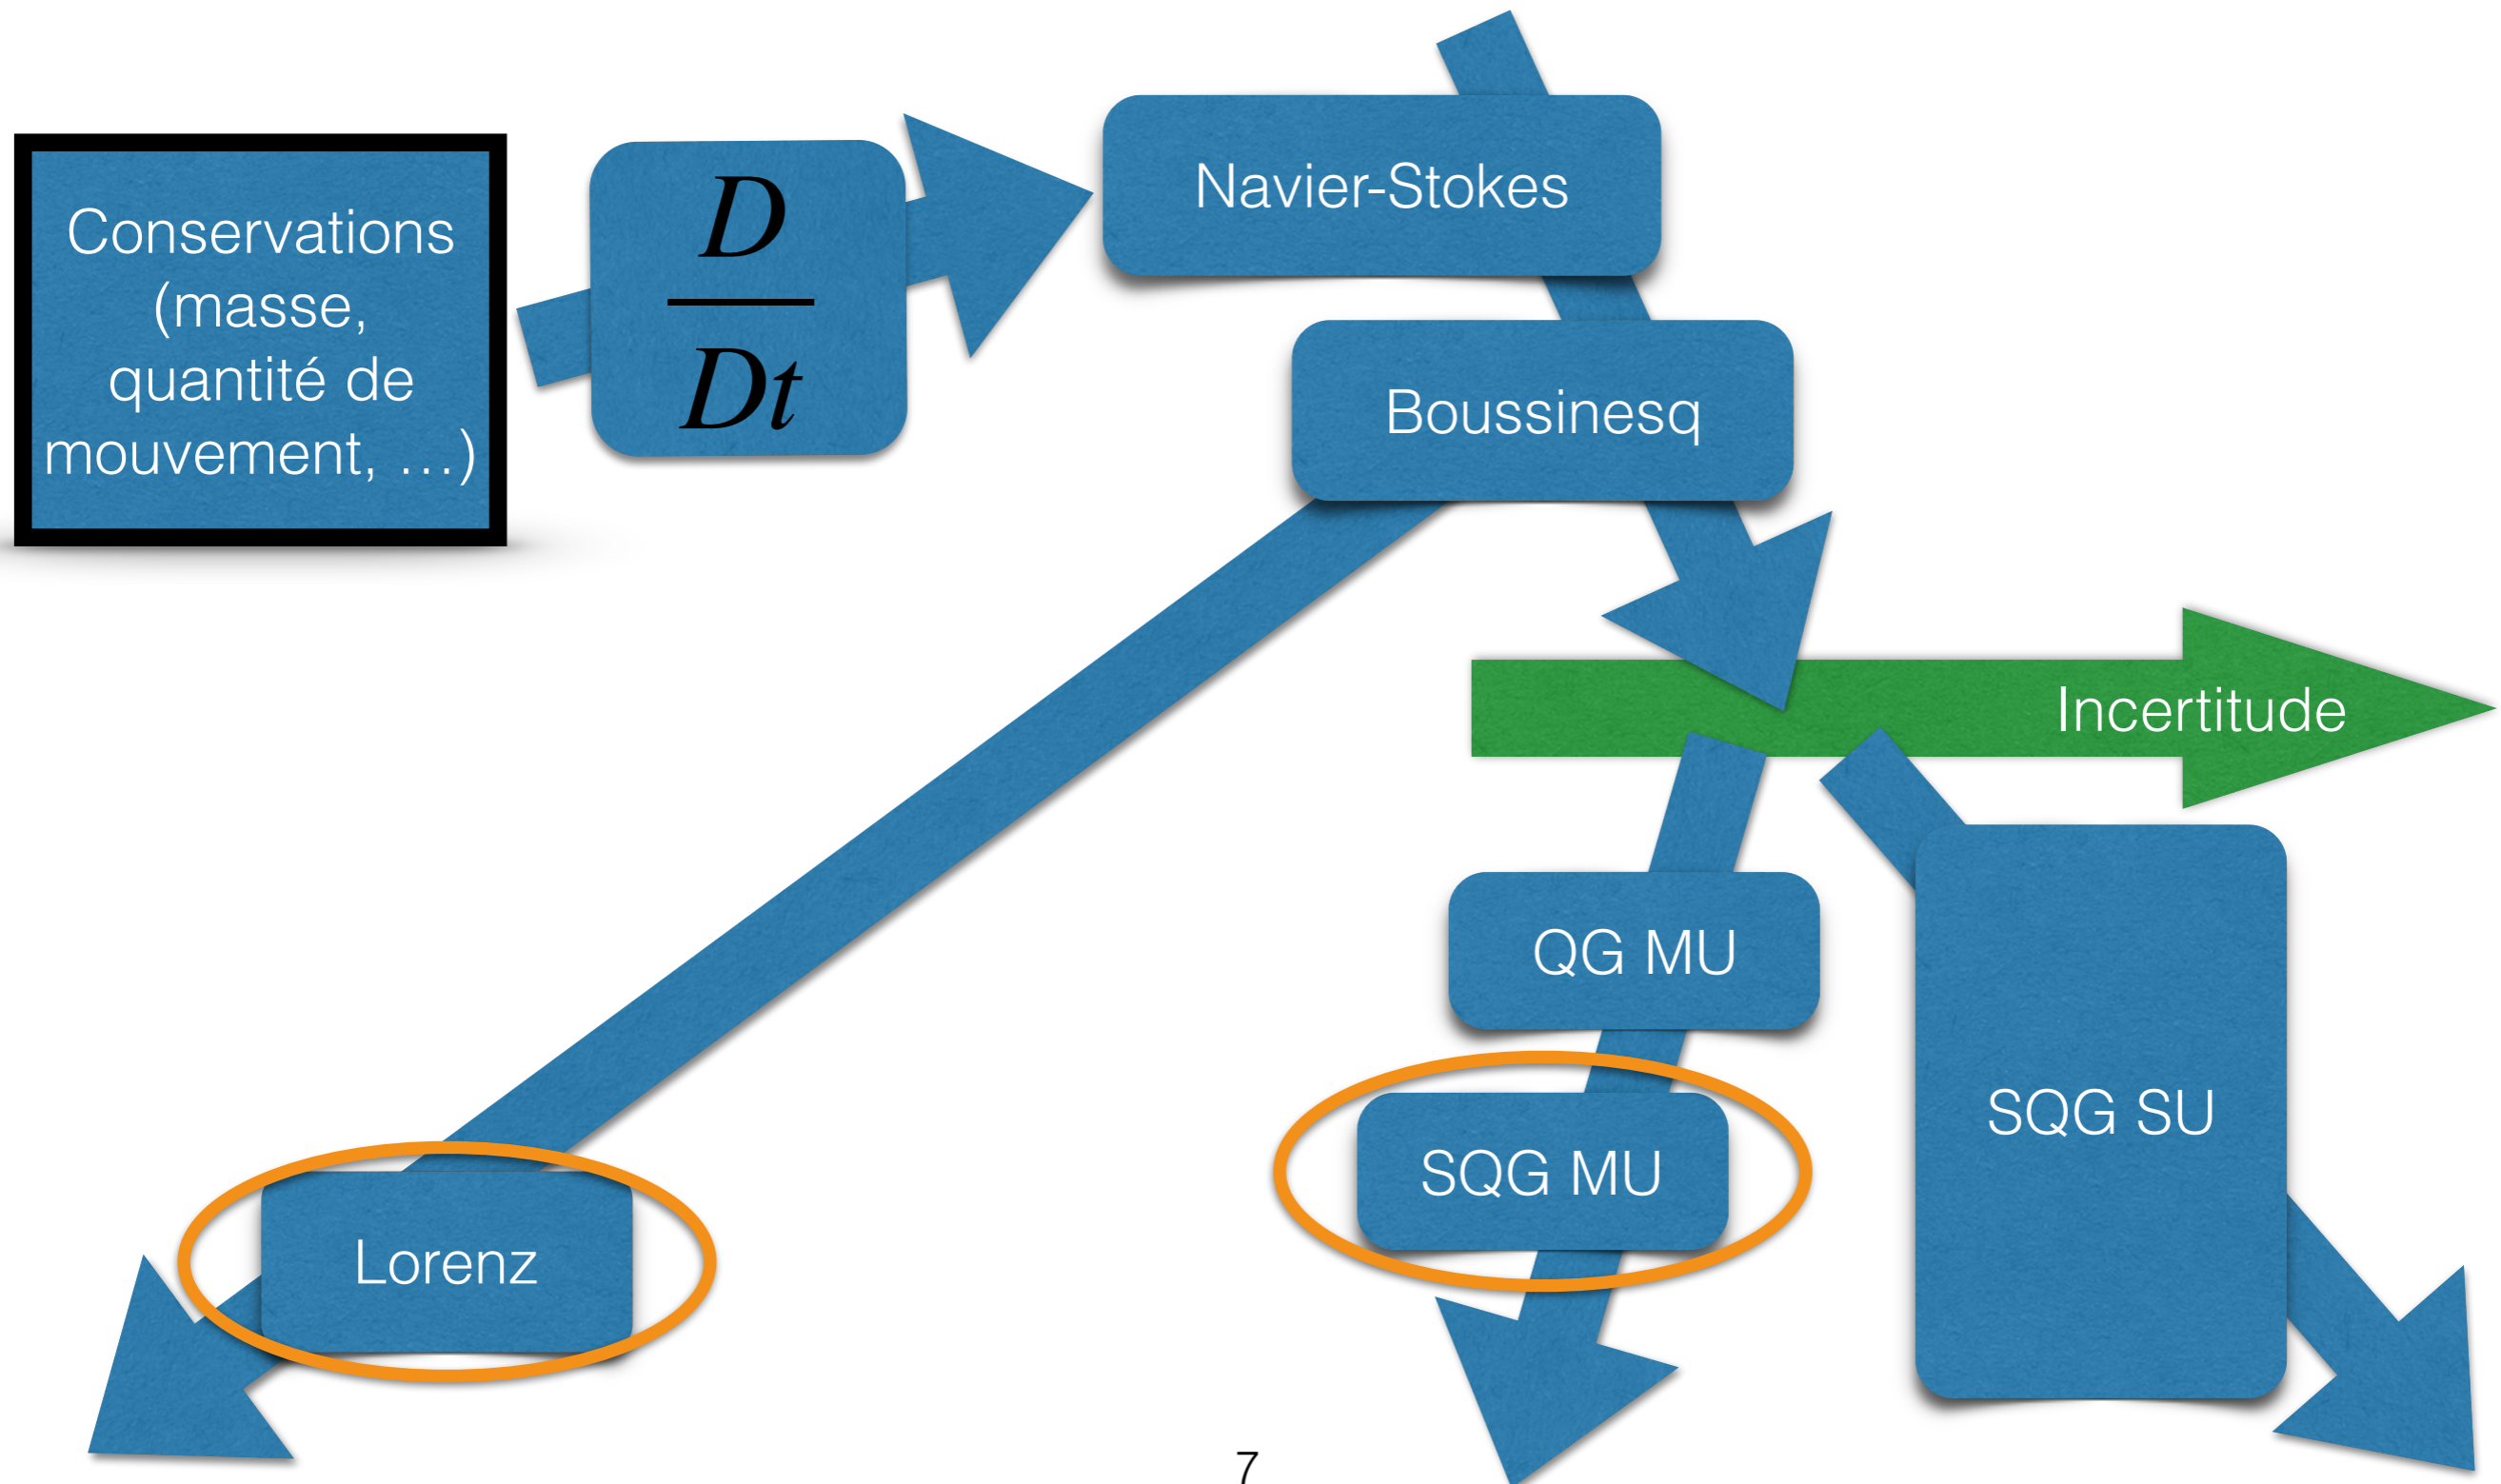 Conservations
(masse,
quantité de
mouvement, …)
D
Dt
Navier-Stokes
Boussinesq
Incertitude
QG MU
SQG MU
SQG SU
Lorenz
7